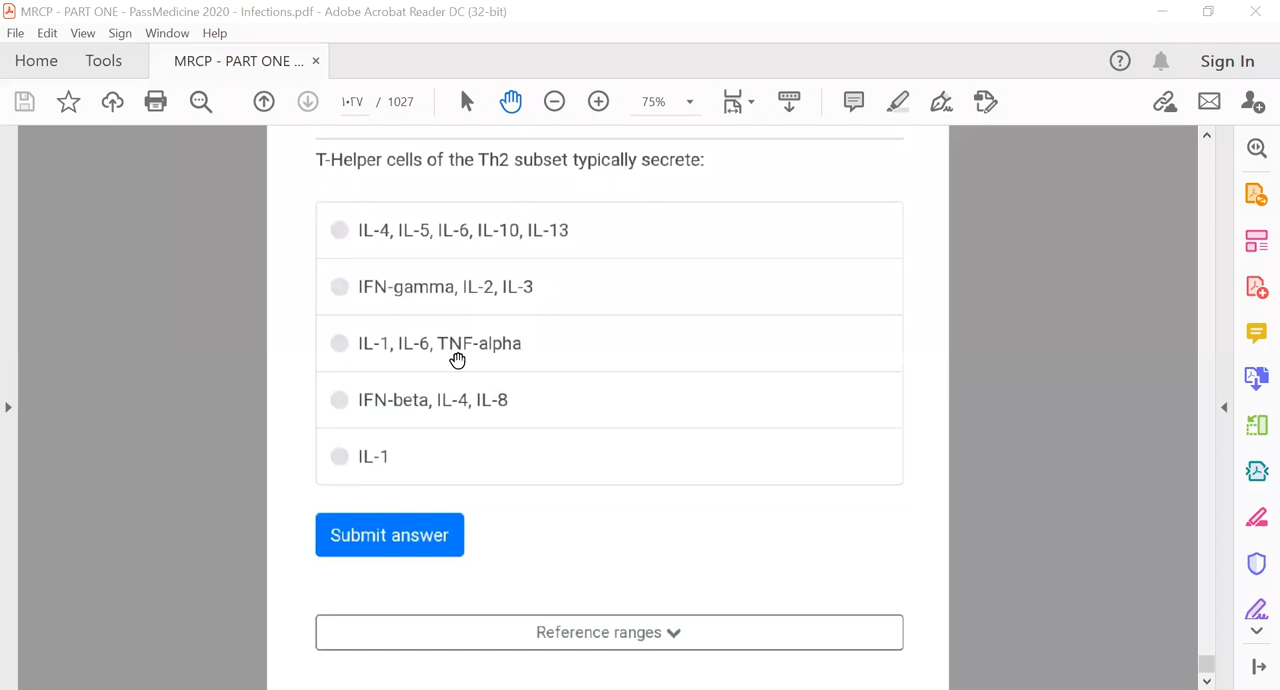 MRCP - PART ONE - PassMedicine 2020 - Infections.pdf - Adobe Acrobat Reader DC (32-bit)
File Edit View Sign Window Help
Home Tools MRCP - PART ONE ... × Sign In
١٠٢٧ / 1027 75%
T-Helper cells of the Th2 subset typically secrete:
IL-4, IL-5, IL-6, IL-10, IL-13
IFN-gamma, IL-2, IL-3
IL-1, IL-6, TNF-alpha
IFN-beta, IL-4, IL-8
IL-1
Submit answer
Reference ranges